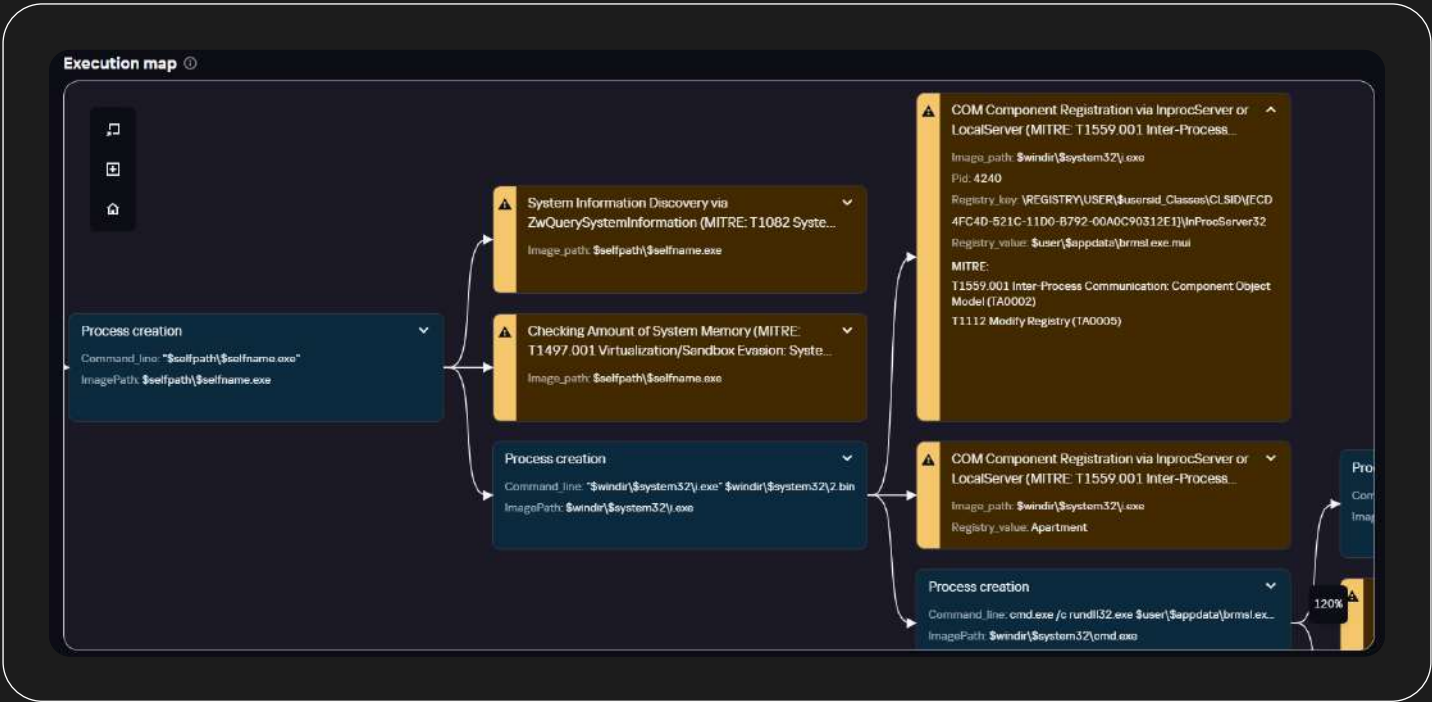 Execution map
Process creation
Command_line: "$selfpath\$selfname.exe"
ImagePath: $selfpath\$selfname.exe
System Information Discovery via
ZwQuerySystemInformation (MITRE: T1082 Syste...
Image_path: $selfpath\$selfname.exe
Checking Amount of System Memory (MITRE:
T1497.001 Virtualization/Sandbox Evasion: Syste...
Image_path: $selfpath\$selfname.exe
Process creation
Command_line: "$windir\$system32\i.exe" $windir\$system32\2.bin
ImagePath: $windir\$system32\i.exe
COM Component Registration via InprocServer or
LocalServer (MITRE: T1559.001 Inter-Process...
Image_path: $windir\$system32\i.exe
Pid: 4240
Registry_key: \REGISTRY\USER\$usersid_Classes\CLSID\{ECD
4FC4D-521C-11D0-B792-00A0C90312E1}\InProcServer32
Registry_value: $user\$appdata\brmsl.exe.mui
MITRE:
T1559.001 Inter-Process Communication: Component Object
Model (TA0002)
T1112 Modify Registry (TA0005)
COM Component Registration via InprocServer or
LocalServer (MITRE: T1559.001 Inter-Process...
Image_path: $windir\$system32\i.exe
Registry_value: Apartment
Process creation
Command_line: cmd.exe /c rundll32.exe $user\$appdata\brmsl.ex...
ImagePath: $windir\$system32\cmd.exe
Pro
Com
Imag
120%